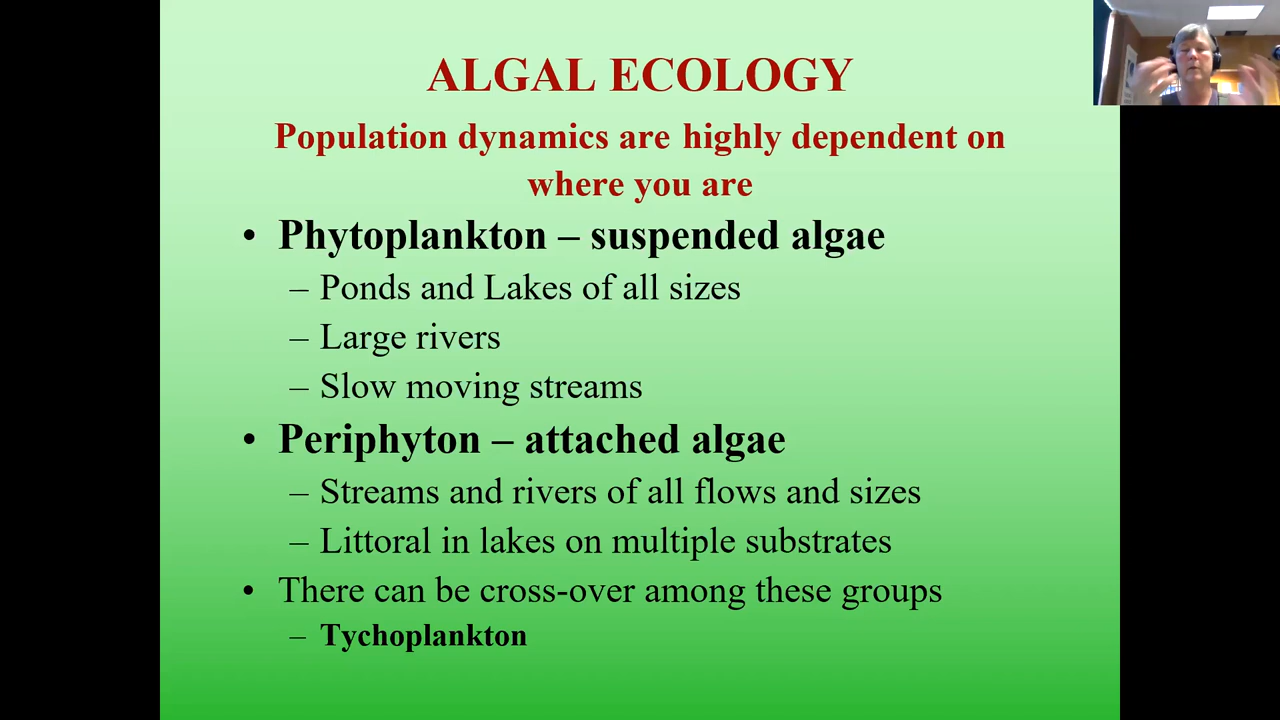 ALGAL ECOLOGY
Population dynamics are highly dependent on
where you are
• Phytoplankton – suspended algae
– Ponds and Lakes of all sizes
– Large rivers
– Slow moving streams
• Periphyton – attached algae
– Streams and rivers of all flows and sizes
– Littoral in lakes on multiple substrates
• There can be cross-over among these groups
– Tychoplankton